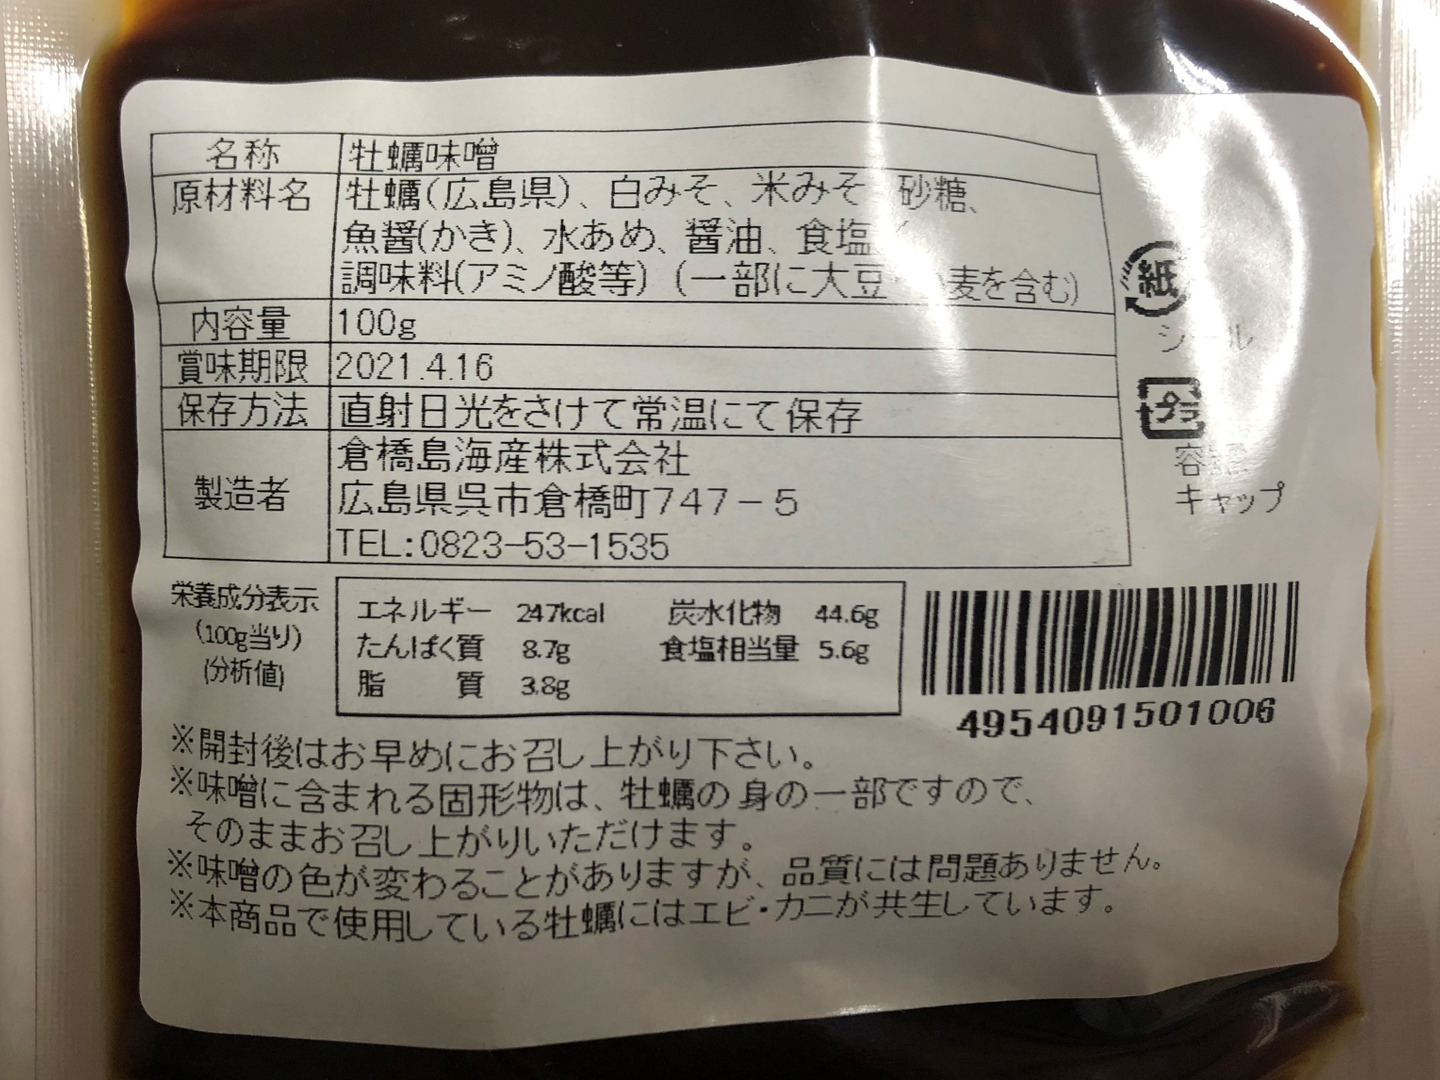 名称 牡蠣味噌
原材料名 牡蠣(広島県)、白みそ、米みそ 砂糖、
魚醤(かき)、水あめ、醤油、食塩
調味料(アミノ酸等) (一部に大豆 麦を含む)
内容量 100g
賞味期限 2021.4.16
保存方法 直射日光をさけて常温にて保存
製造者 倉橋島海産株式会社
広島県呉市倉橋町747-5
TEL:0823-53-1535
紙
シール
プラ
容器
キャップ
栄養成分表示
(100g当り)
(分析値)
エネルギー 247kcal 炭水化物 44.6g
たんぱく質 8.7g 食塩相当量 5.6g
脂質 3.8g
4954091501006
※開封後はお早めにお召し上がり下さい。
※味噌に含まれる固形物は、牡蠣の身の一部ですので、
そのままお召し上がりいただけます。
※味噌の色が変わることがありますが、品質には問題ありません。
※本商品で使用している牡蠣にはエビ・カニが共生しています。